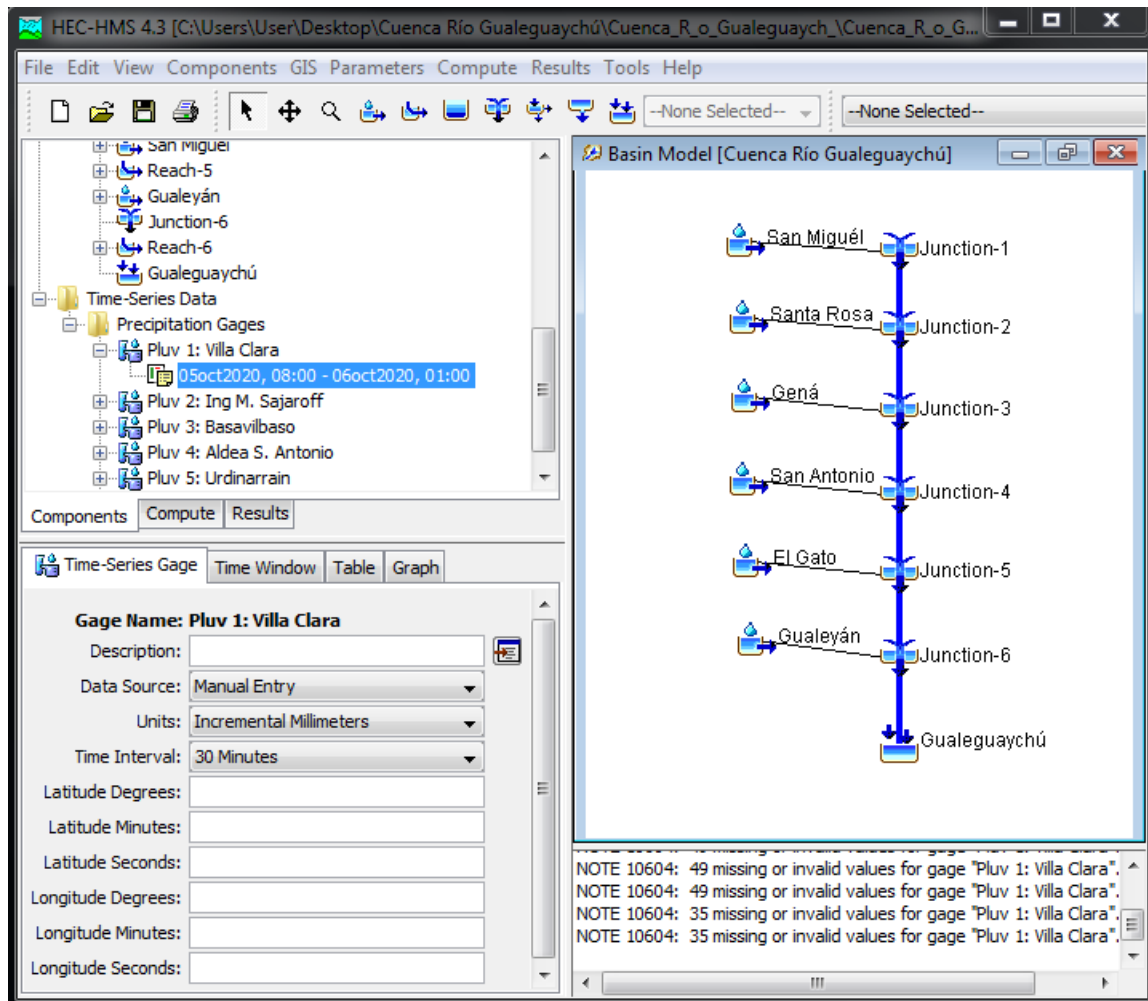 HEC-HMS 4.3 [C:\Users\User\Desktop\Cuenca Río Gualeguaychú\Cuenca_R_o_Gualeguaych_\Cuenca_R_o_G...
File Edit View Components GIS Parameters Compute Results Tools Help
--None Selected-- --None Selected--
San Miguel
Reach-5
Gualeyán
Junction-6
Reach-6
Gualeguaychú
Time-Series Data
Precipitation Gages
Pluv 1: Villa Clara
05oct2020, 08:00 - 06oct2020, 01:00
Pluv 2: Ing M. Sajaroff
Pluv 3: Basavilbaso
Pluv 4: Aldea S. Antonio
Pluv 5: Urdinarrain
Components Compute Results
Time-Series Gage Time Window Table Graph
Gage Name: Pluv 1: Villa Clara
Description:
Data Source: Manual Entry
Units: Incremental Millimeters
Time Interval: 30 Minutes
Latitude Degrees:
Latitude Minutes:
Latitude Seconds:
Longitude Degrees:
Longitude Minutes:
Longitude Seconds:
Basin Model [Cuenca Río Gualeguaychú]
San Miguél Junction-1
Santa Rosa Junction-2
Gená Junction-3
San Antonio Junction-4
El Gato Junction-5
Gualeyán Junction-6
Gualeguaychú
NOTE 10604: 49 missing or invalid values for gage "Pluv 1: Villa Clara".
NOTE 10604: 49 missing or invalid values for gage "Pluv 1: Villa Clara".
NOTE 10604: 35 missing or invalid values for gage "Pluv 1: Villa Clara".
NOTE 10604: 35 missing or invalid values for gage "Pluv 1: Villa Clara".